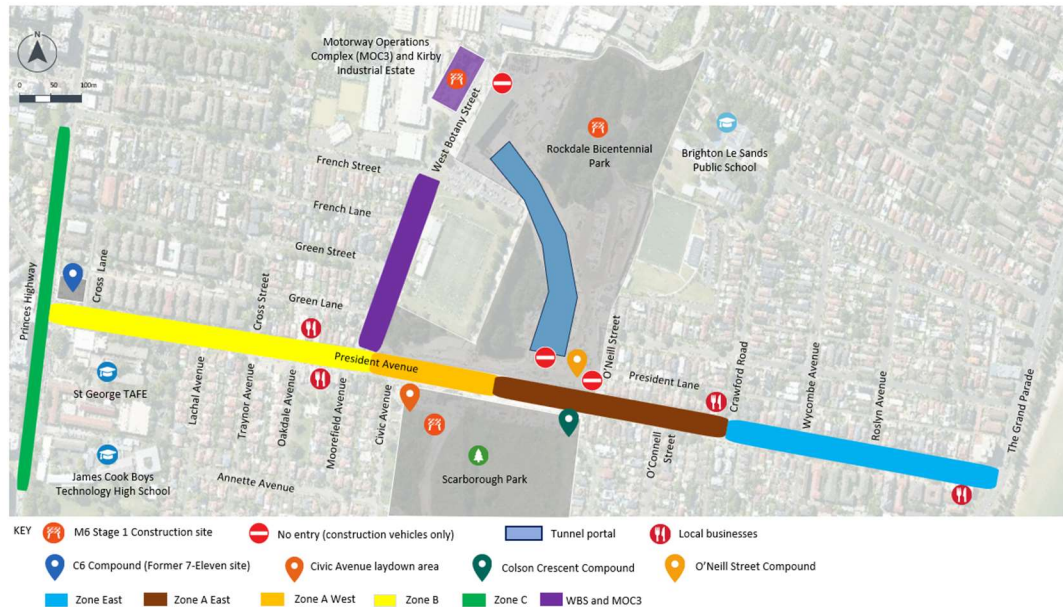 Motorway Operations
Complex (MOC3) and Kirby
Industrial Estate
N
0 50 100m
West Botany Street
Rockdale Bicentennial
Park
Brighton Le Sands
Public School
French Street
French Lane
Green Street
Green Lane
Cross Street
Cross Lane
Princes Highway
President Avenue
St George TAFE
James Cook Boys
Technology High School
Lachal Avenue
Traynor Avenue
Oakdale Avenue
Moorefield Avenue
Civic Avenue
Annette Avenue
Scarborough Park
O'Neill Street
President Lane
O'Connell
Street
Crawford Road
Wycombe Avenue
Roslyn Avenue
The Grand Parade
KEY
M6 Stage 1 Construction site
No entry (construction vehicles only)
Tunnel portal
Local businesses
C6 Compound (Former 7-Eleven site)
Civic Avenue laydown area
Colson Crescent Compound
O'Neill Street Compound
Zone East
Zone A East
Zone A West
Zone B
Zone C
WBS and MOC3